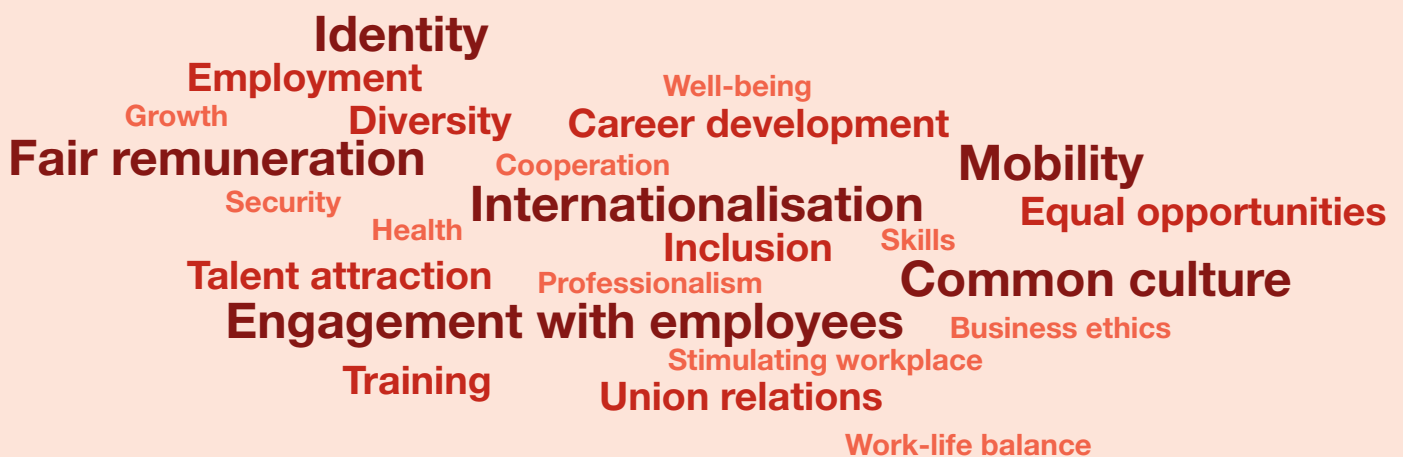 Identity
Employment
Well-being
Growth
Diversity
Career development
Fair remuneration
Cooperation
Mobility
Security
Internationalisation
Equal opportunities
Health
Inclusion
Skills
Talent attraction
Professionalism
Common culture
Engagement with employees
Business ethics
Stimulating workplace
Training
Union relations
Work-life balance